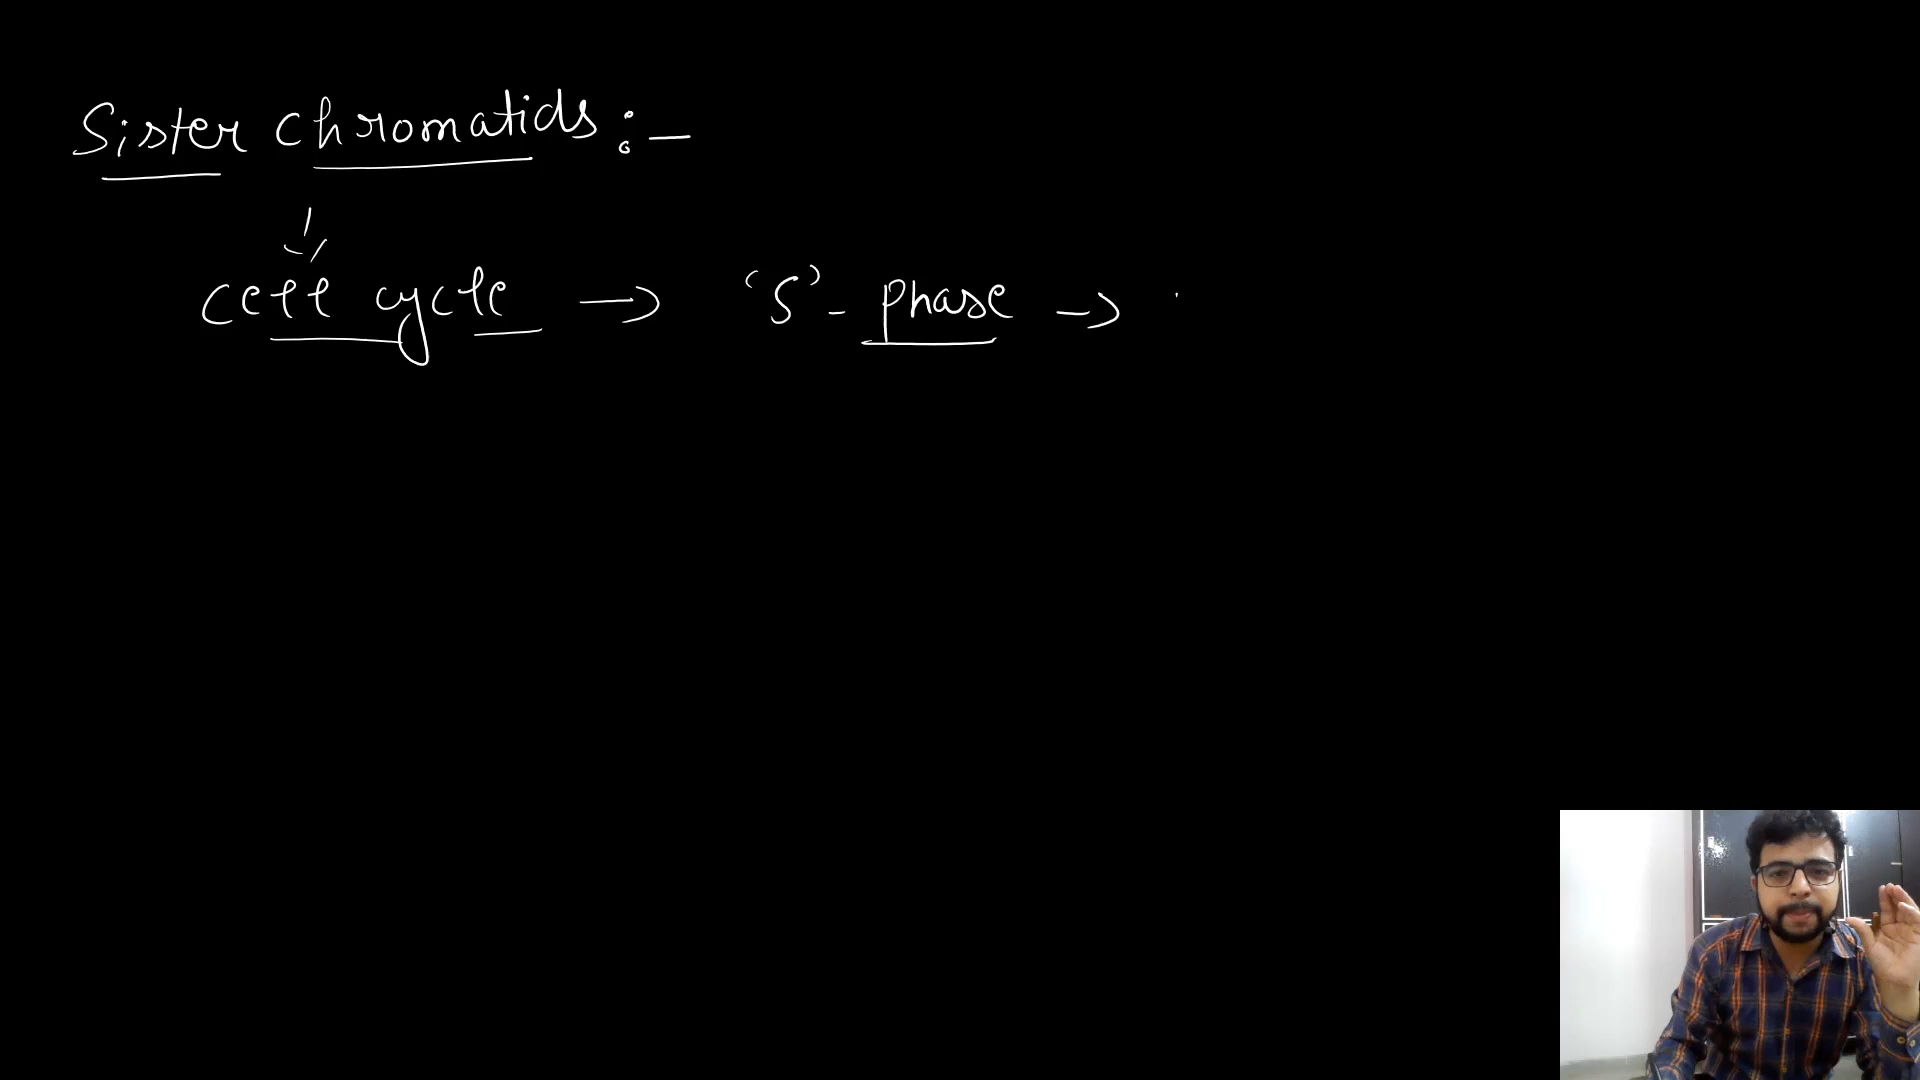 Sister chromatids :-
cell cycle → 'S' - phase →